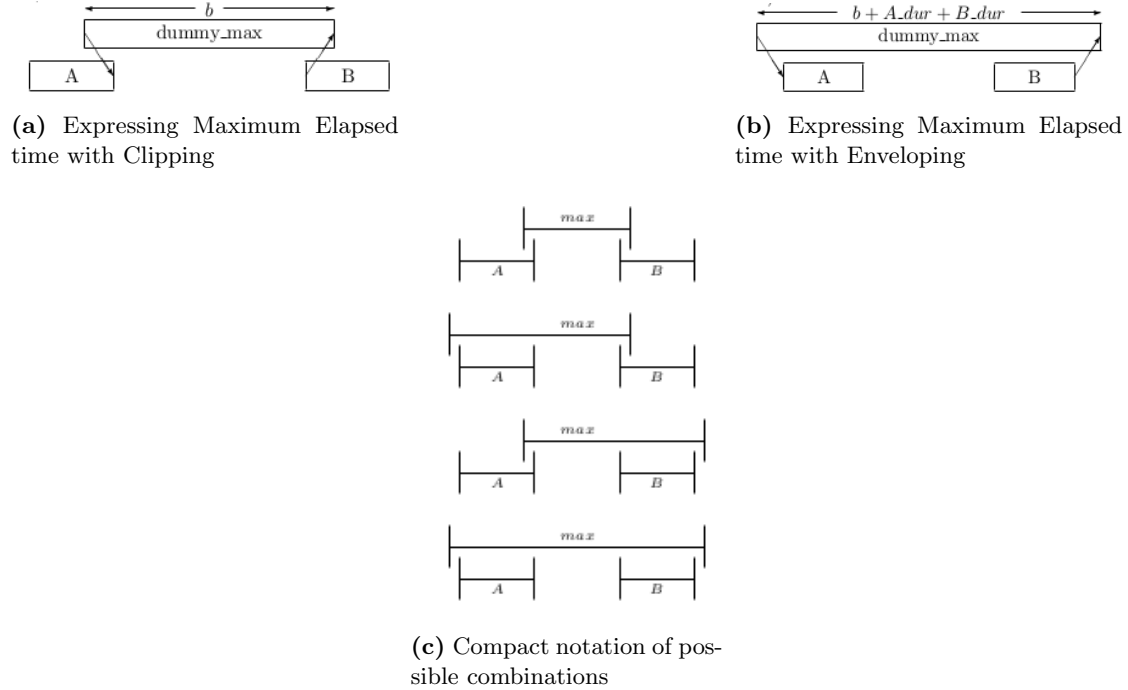 b
dummy_max
A
B
(a) Expressing Maximum Elapsed
time with Clipping
b + A_dur + B_dur
dummy_max
A
B
(b) Expressing Maximum Elapsed
time with Enveloping
max
A
B
max
A
B
max
A
B
max
A
B
(c) Compact notation of pos-
sible combinations